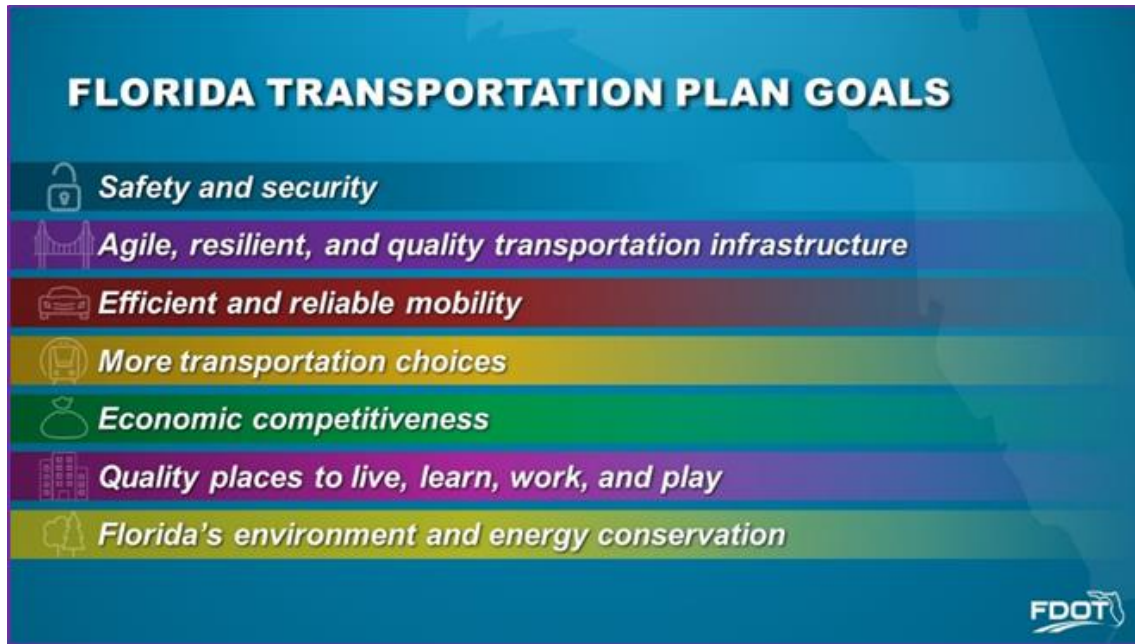 FLORIDA TRANSPORTATION PLAN GOALS
Safety and security
Agile, resilient, and quality transportation infrastructure
Efficient and reliable mobility
More transportation choices
Economic competitiveness
Quality places to live, learn, work, and play
Florida’s environment and energy conservation
FDOT